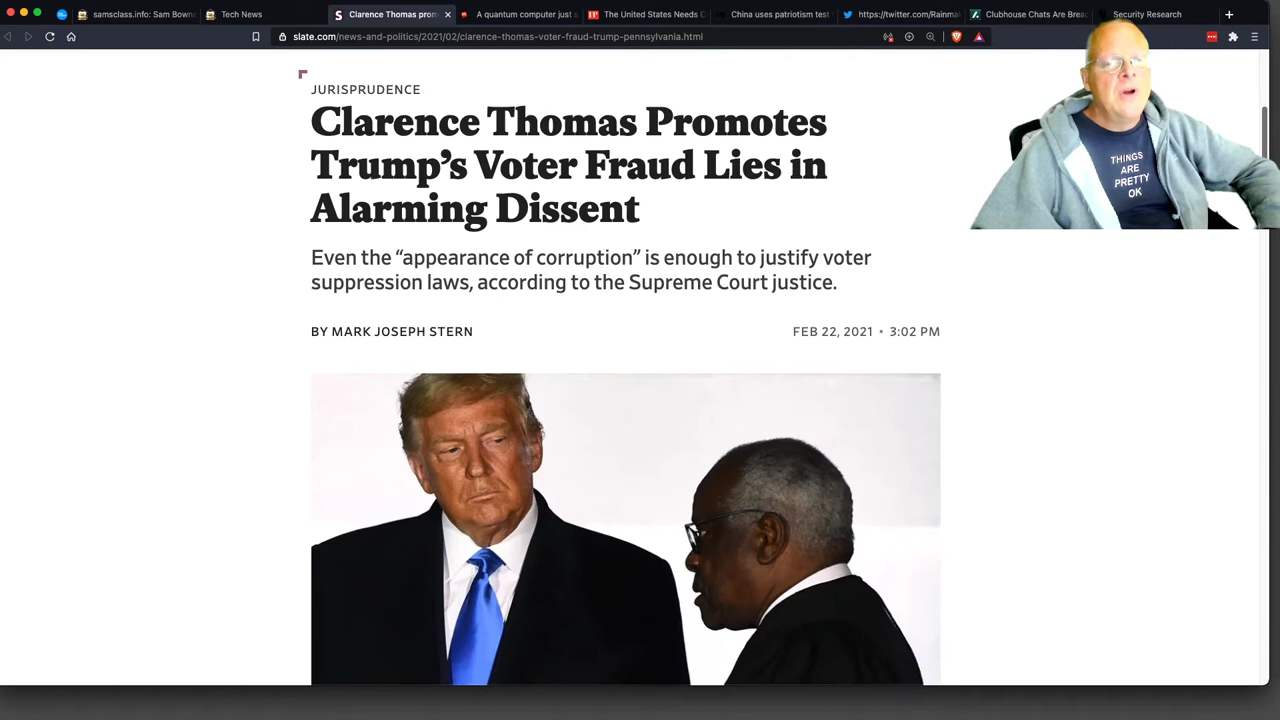 samsclass.info: Sam Bown
Tech News
Clarence Thomas prom
A quantum computer just s
The United States Needs C
China uses patriotism test
https://twitter.com/Rainmal
Clubhouse Chats Are Breac
Security Research
slate.com/news-and-politics/2021/02/clarence-thomas-voter-fraud-trump-pennsylvania.html
JURISPRUDENCE
Clarence Thomas Promotes
Trump’s Voter Fraud Lies in
Alarming Dissent
Even the “appearance of corruption” is enough to justify voter
suppression laws, according to the Supreme Court justice.
BY MARK JOSEPH STERN
FEB 22, 2021 • 3:02 PM
THINGS
ARE
PRETTY
OK